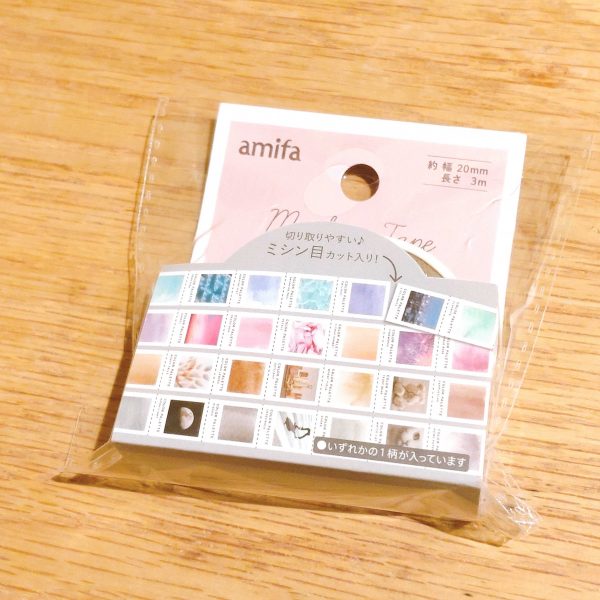 amifa
約 幅 20mm
長さ 3m
Tape
切り取りやすい♪
ミシン目カット入り!
●いずれかの1柄が入っています